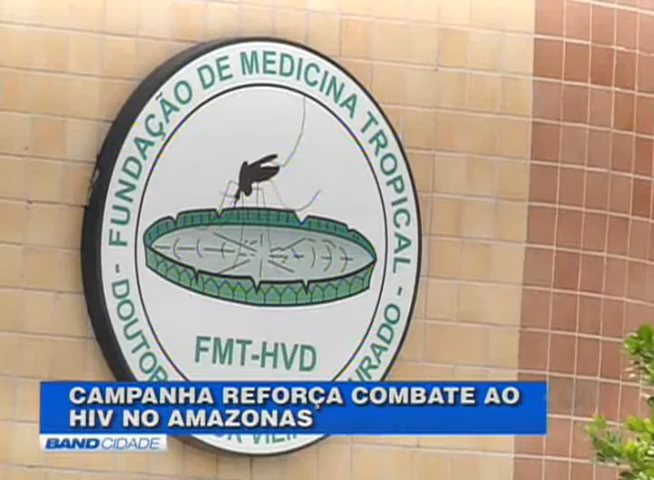 FUNDAÇÃO DE MEDICINA TROPICAL
DOUTOR
FMT-HVD
CAMPANHA REFORÇA COMBATE AO
HIV NO AMAZONAS
BAND CIDADE